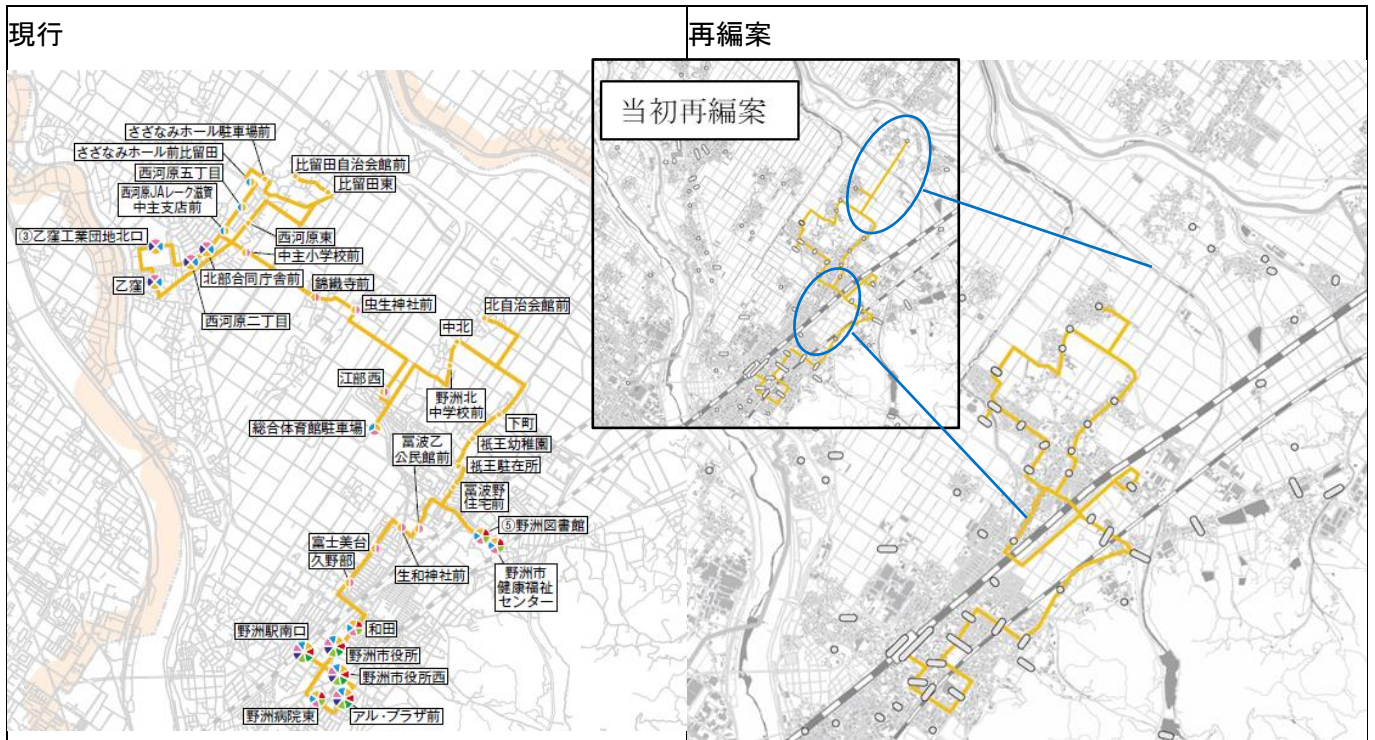 現行
再編案
当初再編案
さざなみホール駐車場前
さざなみホール前比留田
比留田自治会館前
西河原五丁目
比留田東
西河原JAレーク滋賀
中主支店前
③乙窪工業団地北口
西河原東
中主小学校前
乙窪
北部合同庁舎前
錦織寺前
北自治会館前
虫生神社前
西河原二丁目
中北
江部西
野洲北
中学校前
総合体育館駐車場
下町
冨波乙
公民館前
祇王幼稚園
祇王駐在所
冨波野
住宅前
⑤野洲図書館
富士美台
久野部
生和神社前
野洲市
健康福祉
センター
野洲駅南口
和田
野洲市役所
野洲市役所西
野洲病院東
アル・プラザ前